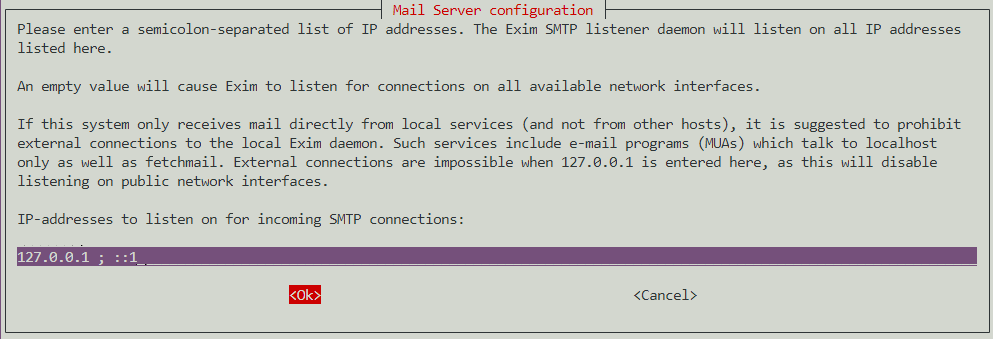 Mail Server configuration
Please enter a semicolon-separated list of IP addresses. The Exim SMTP listener daemon will listen on all IP addresses
listed here.
An empty value will cause Exim to listen for connections on all available network interfaces.
If this system only receives mail directly from local services (and not from other hosts), it is suggested to prohibit
external connections to the local Exim daemon. Such services include e-mail programs (MUAs) which talk to localhost
only as well as fetchmail. External connections are impossible when 127.0.0.1 is entered here, as this will disable
listening on public network interfaces.
IP-addresses to listen on for incoming SMTP connections:
127.0.0.1 ; ::1
<Ok>
<Cancel>